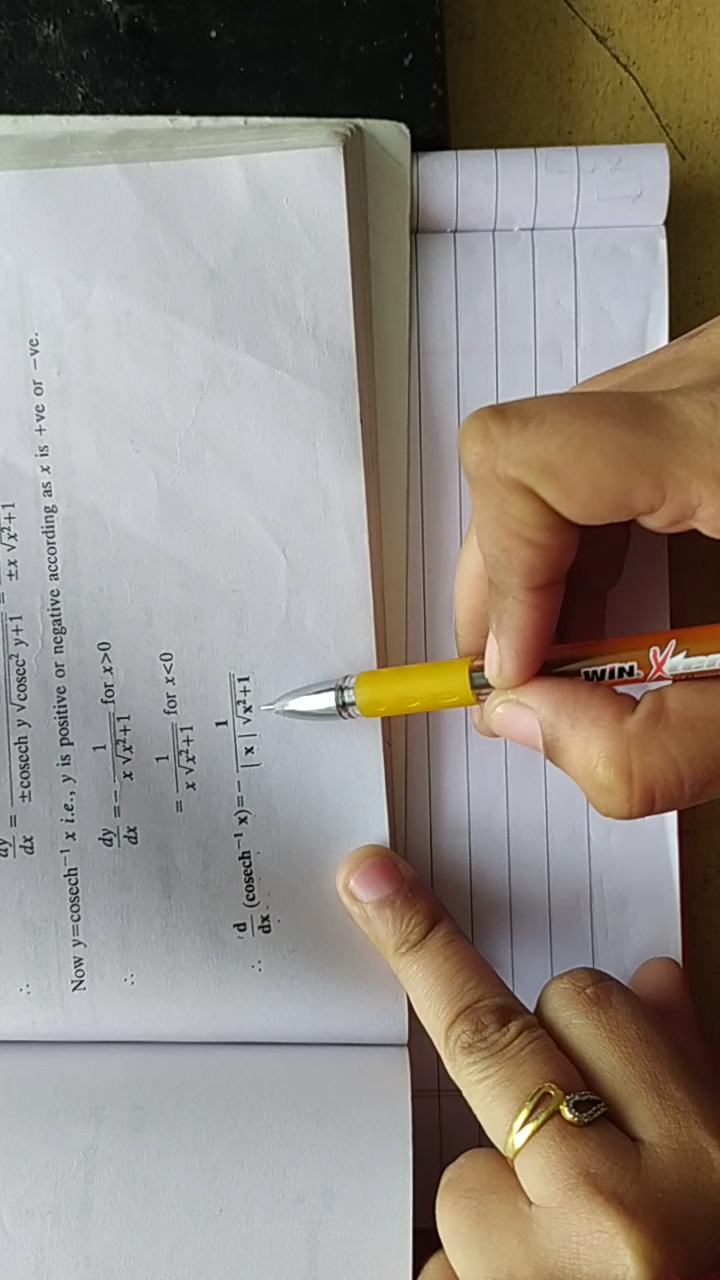 ∴ dy/dx = / ±cosech y √cosec² y+1 = ±x √x²+1
Now y=cosech⁻¹ x i.e., y is positive or negative according as x is +ve or −ve.
∴ dy/dx = − 1/x √x²+1 for x>0
= 1/x √x²+1 for x<0
∴ d/dx (cosech⁻¹ x)= − 1/| x | √x²+1
WIN